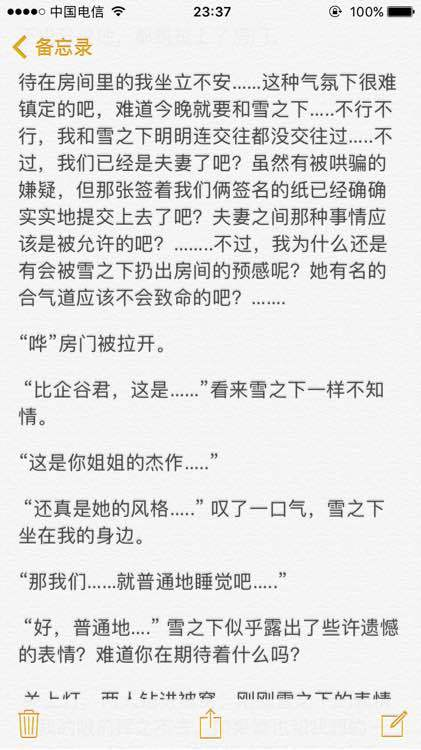 中国电信
23:37
100%
备忘录
待在房间里的我坐立不安......这种气氛下很难
镇定的吧，难道今晚就要和雪之下.....不行不
行，我和雪之下明明连交往都没交往过.....不
过，我们已经是夫妻了吧？虽然有被哄骗的
嫌疑，但那张签着我们俩签名的纸已经确确
实实地提交上去了吧？夫妻之间那种事情应
该是被允许的吧？........不过，我为什么还是
有会被雪之下扔出房间的预感呢？她有名的
合气道应该不会致命的吧？.......
“哗”房门被拉开。
“比企谷君，这是......”看来雪之下一样不知
情。
“这是你姐姐的杰作.....”
“还真是她的风格.....” 叹了一口气，雪之下
坐在我的身边。
“那我们......就普通地睡觉吧.....”
“好，普通地....” 雪之下似乎露出了些许遗憾
的表情？难道你在期待着什么吗？
关上灯，两人钻进被窝，刚刚雪之下的表情